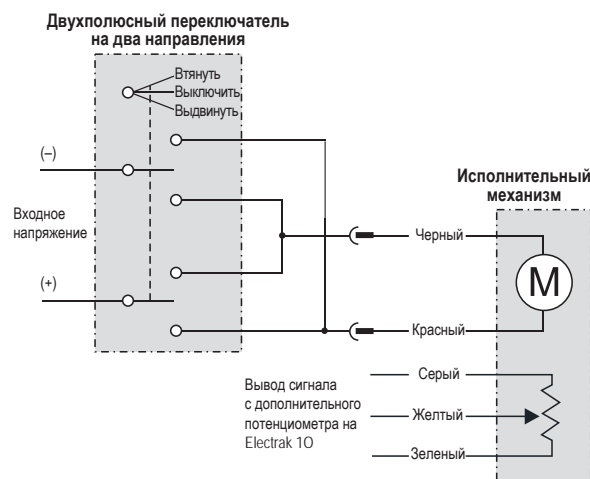 Двухполюсный переключатель
на два направления
Втянуть
Выключить
Выдвинуть
(–)
Входное
напряжение
(+)
Исполнительный
механизм
Черный
M
Красный
Серый
Вывод сигнала
с дополнительного
потенциометра на
Electrak 1O
Желтый
Зеленый